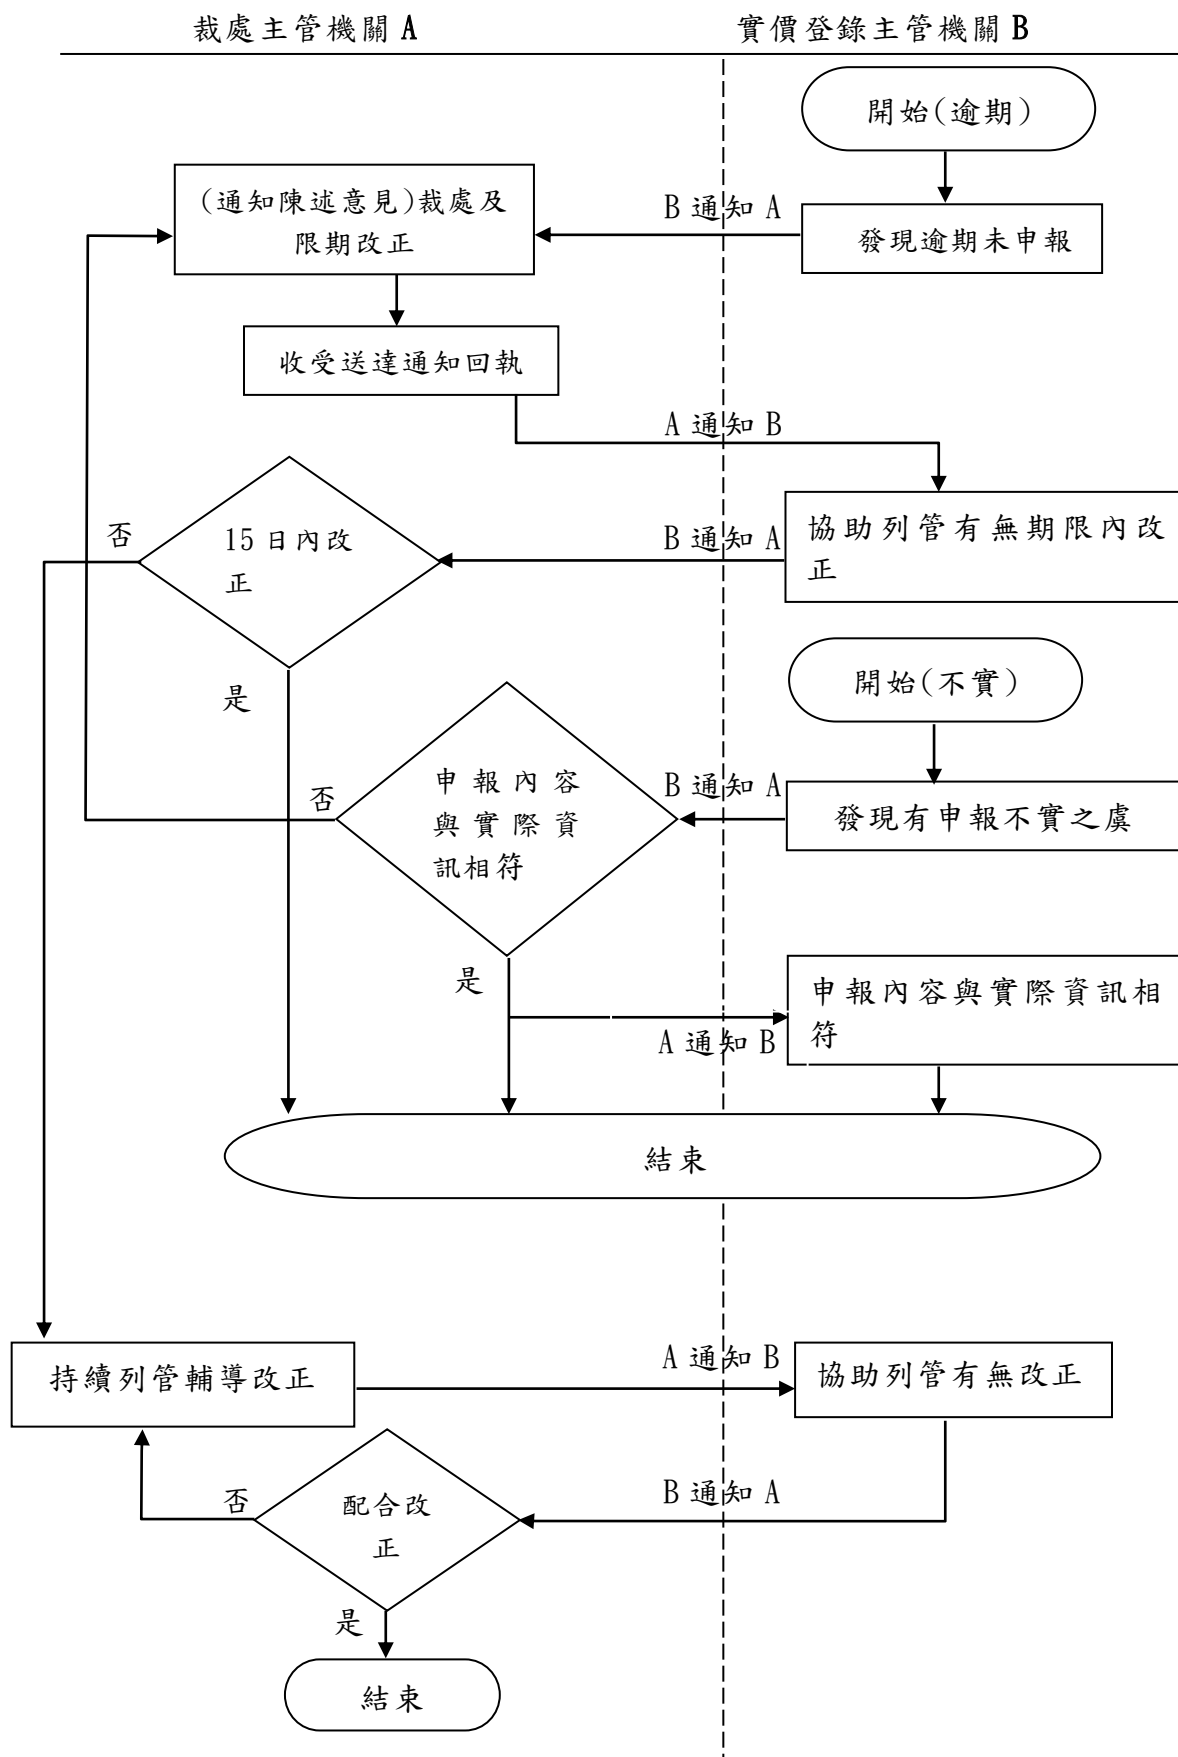 裁處主管機關 A
實價登錄主管機關 B
開始(逾期)
(通知陳述意見)裁處及
限期改正
B 通知 A
發現逾期未申報
收受送達通知回執
A 通知 B
否
15 日內改
正
B 通知 A
協助列管有無期限內改
正
是
開始(不實)
否
申報內容
與實際資
訊相符
B 通知 A
發現有申報不實之虞
是
A 通知 B
申報內容與實際資訊相
符
結束
持續列管輔導改正
A 通知 B
協助列管有無改正
否
配合改
正
B 通知 A
是
結束